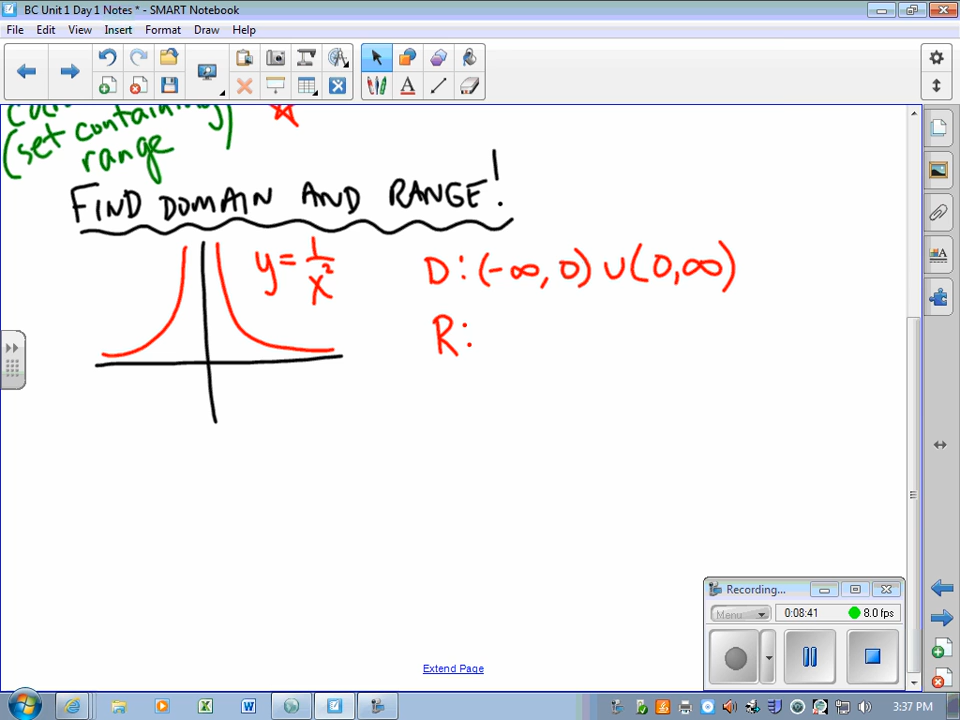 BC Unit 1 Day 1 Notes * - SMART Notebook
File Edit View Insert Format Draw Help
(set containing)
range
FIND DOMAIN AND RANGE!
y = 1/x²
D: (-∞, 0) ∪ (0, ∞)
R:
Recording...
Menu 0:08:41 8.0 fps
Extend Page
3:37 PM